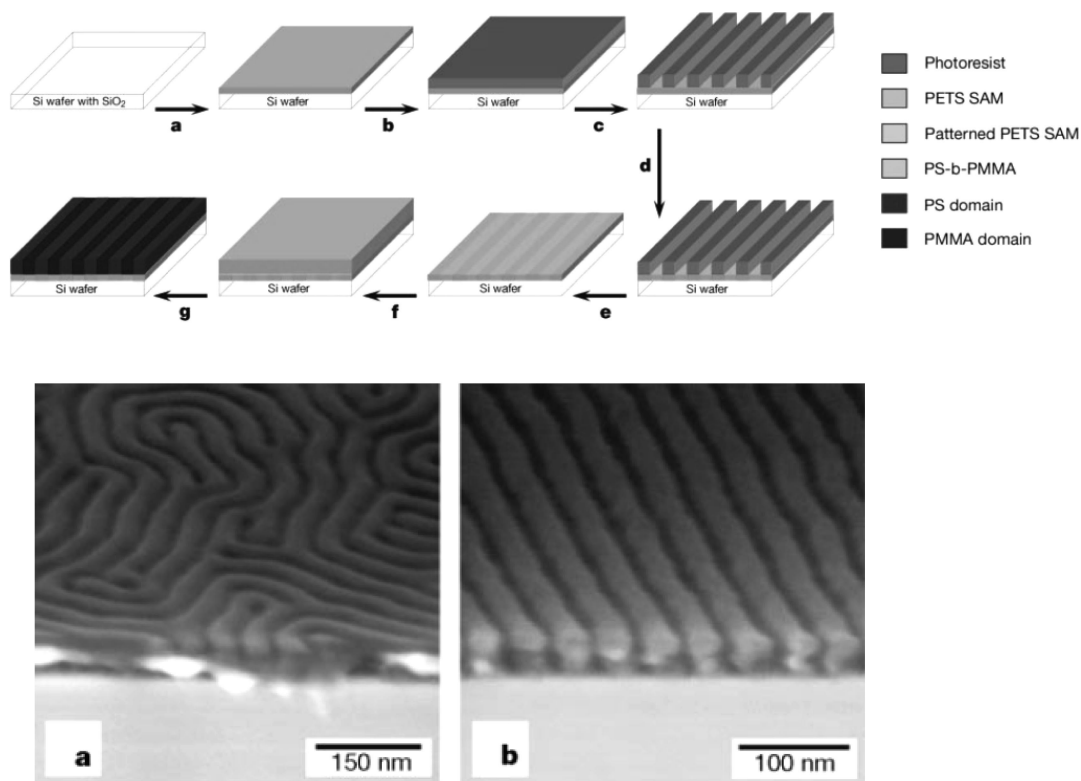 Si wafer with SiO₂
a
Si wafer
b
Si wafer
c
Si wafer
d
Si wafer
g
Si wafer
f
Si wafer
e
Si wafer
Photoresist
PETS SAM
Patterned PETS SAM
PS-b-PMMA
PS domain
PMMA domain
a
150 nm
b
100 nm